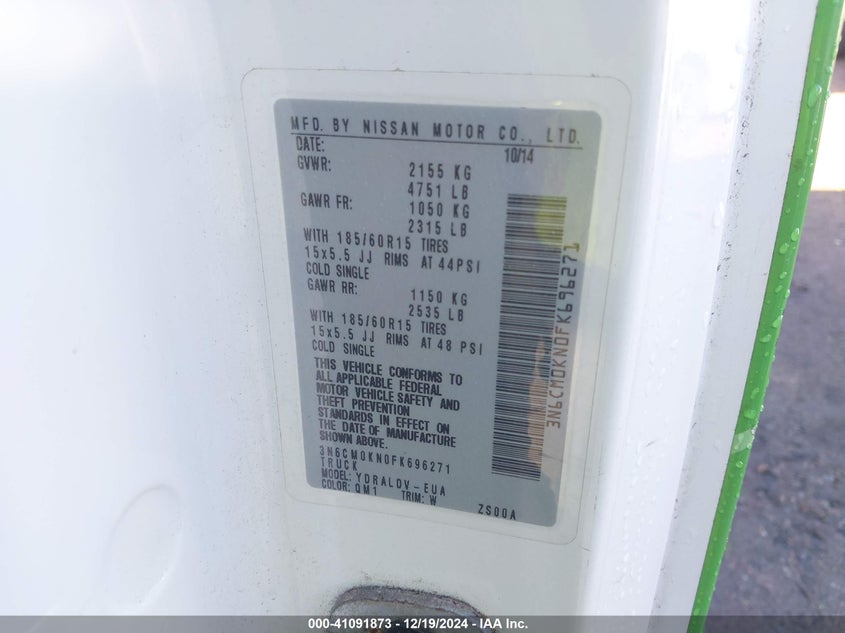 MFD. BY NISSAN MOTOR CO., LTD.
DATE: 10/14
GVWR: 2155 KG
4751 LB
GAWR FR: 1050 KG
2315 LB
WITH 185/60R15 TIRES
15x5.5 JJ RIMS AT 44PSI
COLD SINGLE
GAWR RR: 1150 KG
2535 LB
WITH 185/60R15 TIRES
15x5.5 JJ RIMS AT 48 PSI
COLD SINGLE
THIS VEHICLE CONFORMS TO
ALL APPLICABLE FEDERAL
MOTOR VEHICLE SAFETY AND
THEFT PREVENTION
STANDARDS IN EFFECT ON
THE DATE OF MANUFACTURE
SHOWN ABOVE.
3N6CM0KN0FK696271
TRUCK
MODEL: YDRALDV-EUA
COLOR: QM1 TRIM: W
ZS00A
3N6CM0KN0FK696271
000-41091873 / 12/19/2024 / IAA Inc.